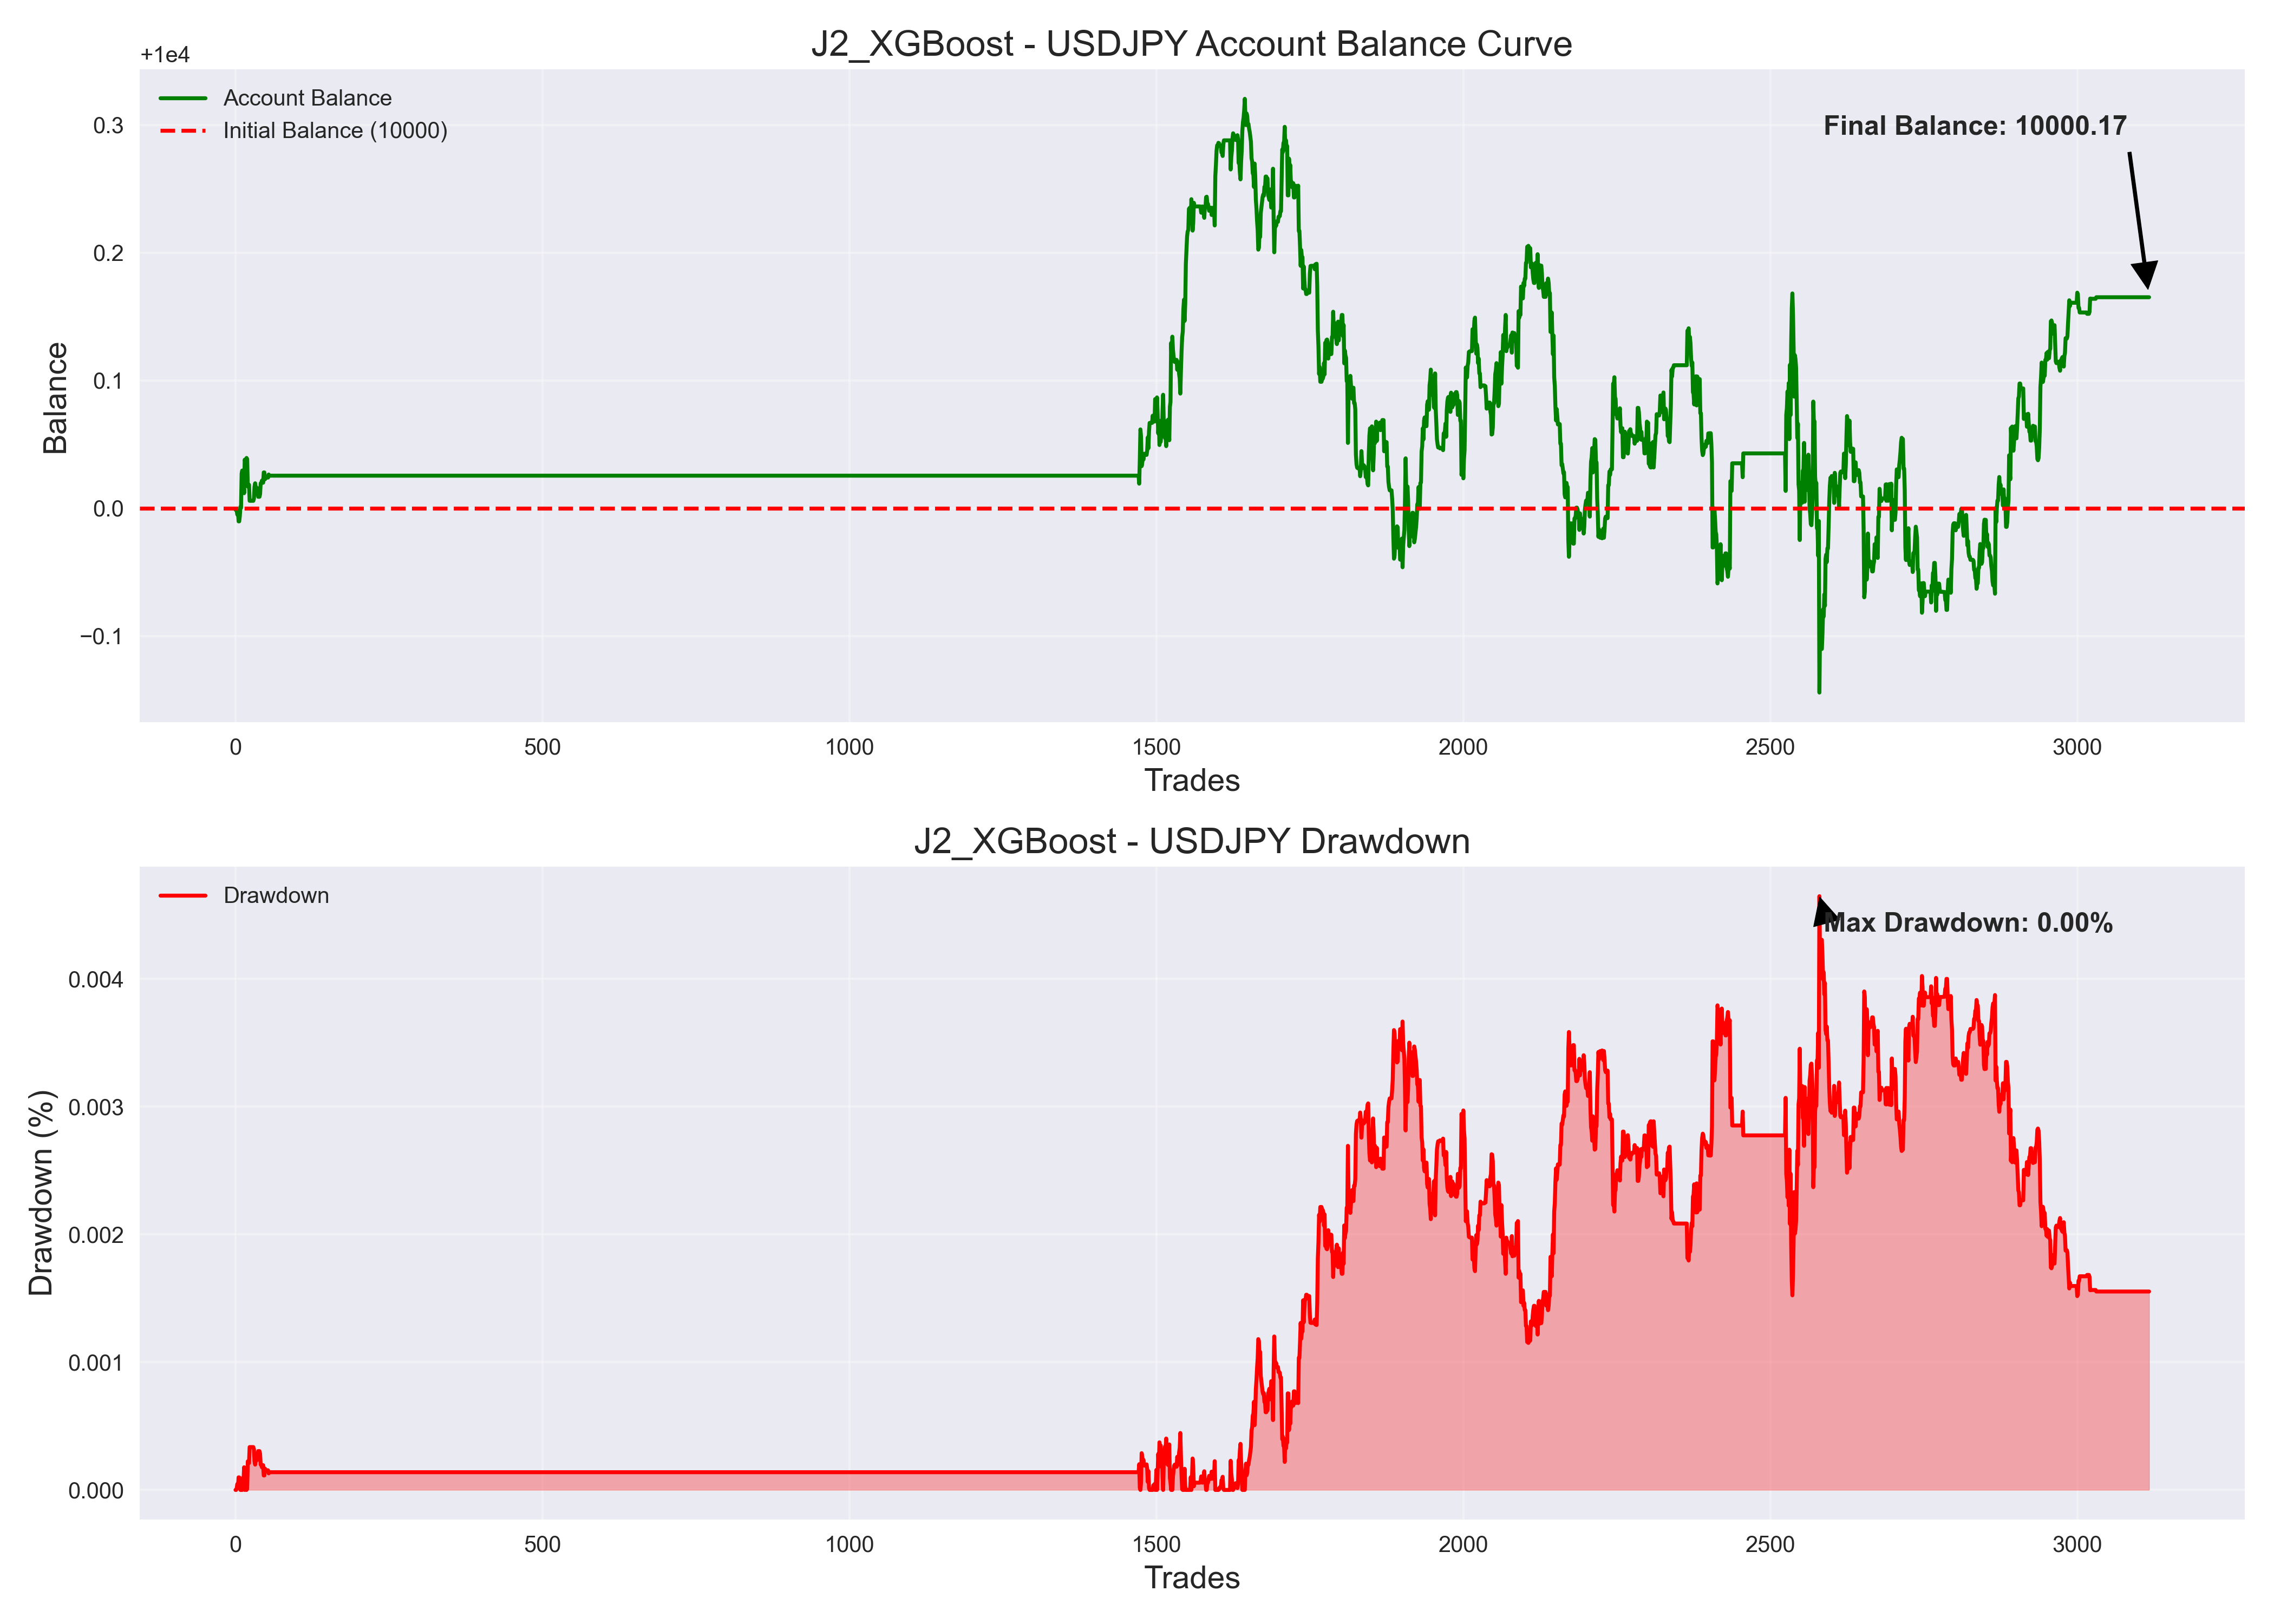 J2_XGBoost - USDJPY Account Balance Curve
+1e4
Account Balance
Initial Balance (10000)
Final Balance: 10000.17
0.3
0.2
0.1
0.0
−0.1
Balance
0 500 1000 1500 2000 2500 3000
Trades
J2_XGBoost - USDJPY Drawdown
Drawdown
Max Drawdown: 0.00%
0.004
0.003
0.002
0.001
0.000
Drawdown (%)
0 500 1000 1500 2000 2500 3000
Trades